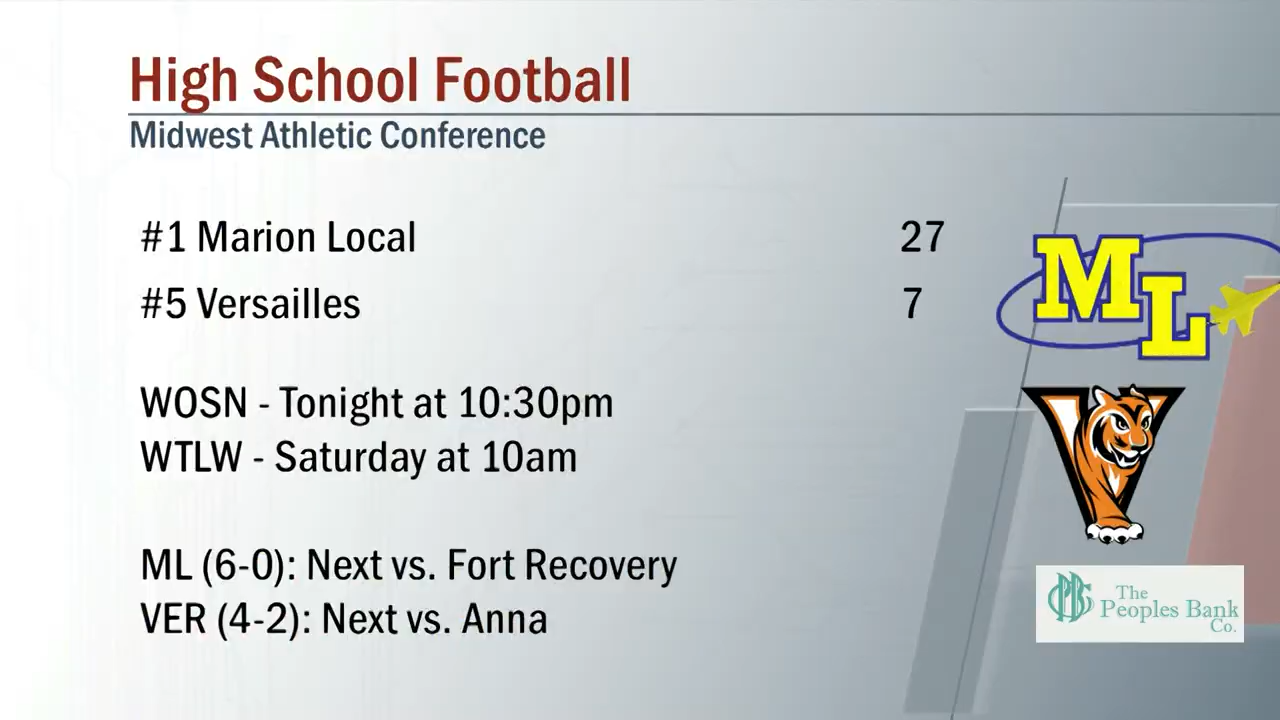 High School Football
Midwest Athletic Conference
#1 Marion Local 27
#5 Versailles 7
ML
V
WOSN - Tonight at 10:30pm
WTLW - Saturday at 10am
ML (6-0): Next vs. Fort Recovery
VER (4-2): Next vs. Anna
The
Peoples Bank
Co.